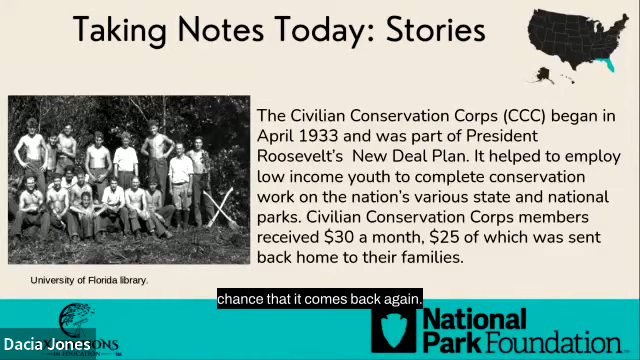 Taking Notes Today: Stories
The Civilian Conservation Corps (CCC) began in
April 1933 and was part of President
Roosevelt's  New Deal Plan. It helped to employ
low income youth to complete conservation
work on the nation's various state and national
parks. Civilian Conservation Corps members
received $30 a month, $25 of which was sent
back home to their families.
University of Florida library.
chance that it comes back again.
Dacia Jones
IN EDUCATION
National
Park Foundation